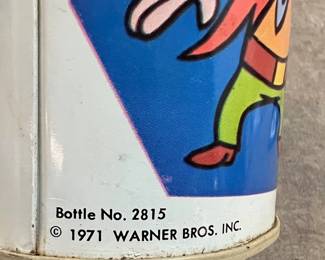 Bottle No. 2815
© 1971 WARNER BROS. INC.